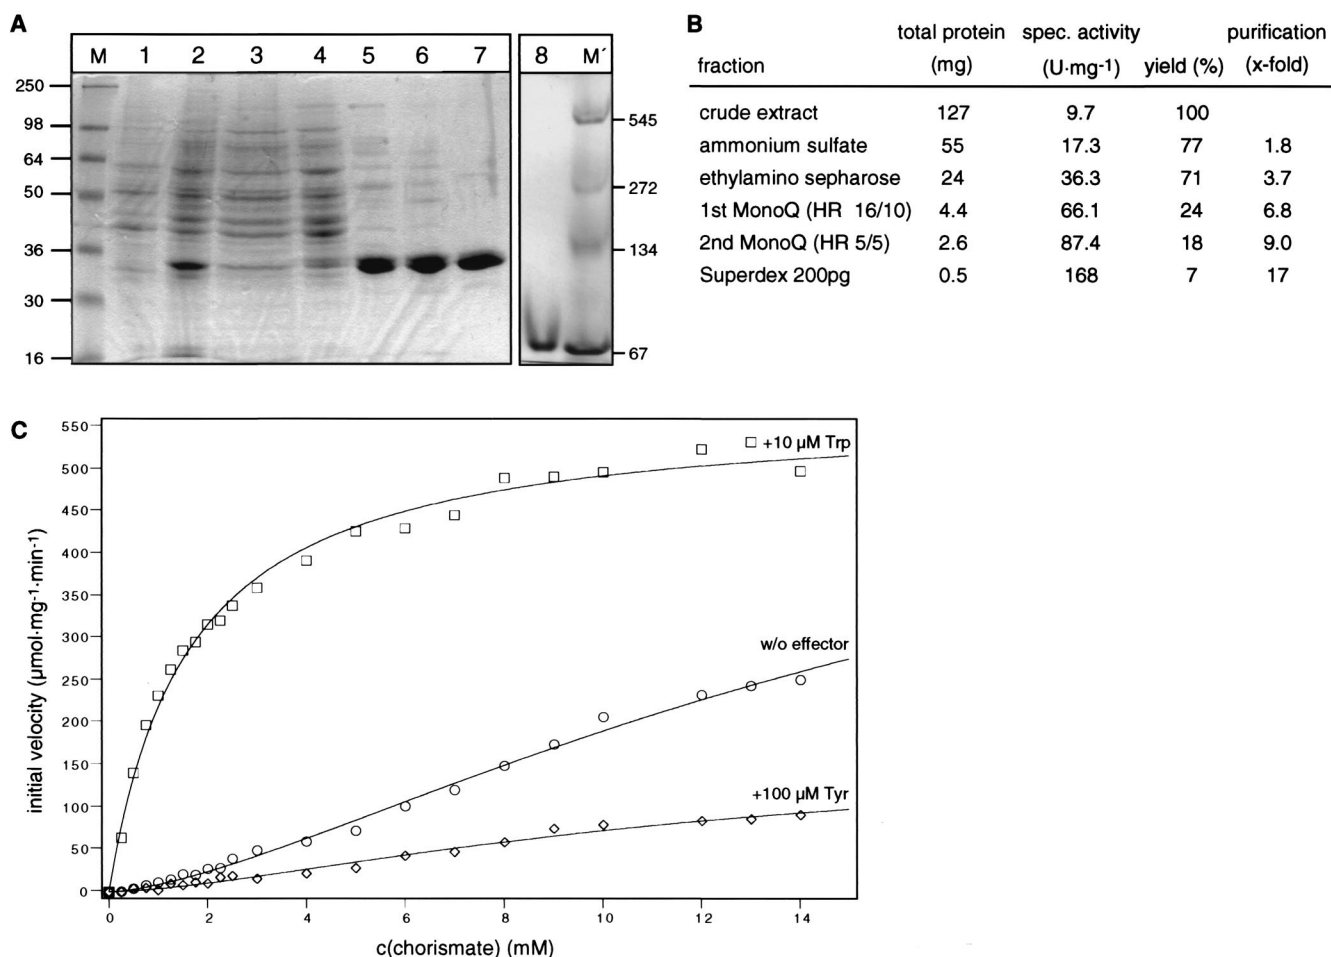 A
M 1 2 3 4 5 6 7 8 M´
250
98
64
50
36
30
16
545
272
134
67
B
total protein spec. activity purification
fraction (mg) (U·mg-1) yield (%) (x-fold)
crude extract 127 9.7 100
ammonium sulfate 55 17.3 77 1.8
ethylamino sepharose 24 36.3 71 3.7
1st MonoQ (HR 16/10) 4.4 66.1 24 6.8
2nd MonoQ (HR 5/5) 2.6 87.4 18 9.0
Superdex 200pg 0.5 168 7 17
C
550
500
450
400
350
300
250
200
150
100
50
0
initial velocity (µmol·mg-1·min-1)
+10 µM Trp
w/o effector
+100 µM Tyr
0 2 4 6 8 10 12 14
c(chorismate) (mM)